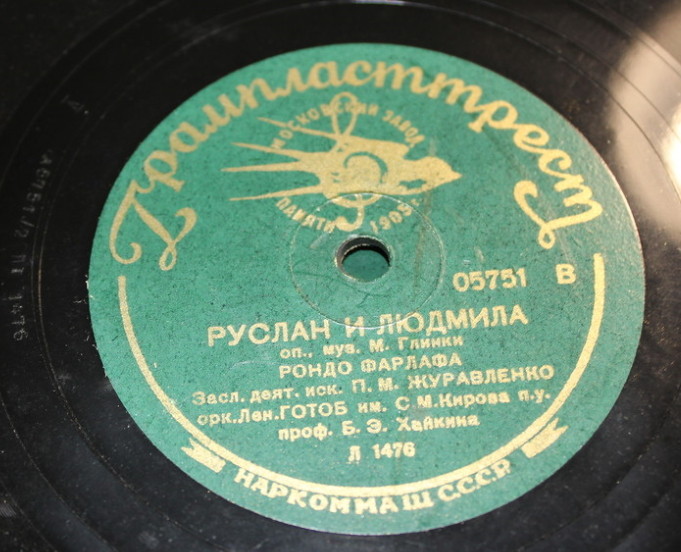 Грампласттрест
МОСКОВСКИЙ ЗАВОД
ПАМЯТИ 1905 г.
05751 В
РУСЛАН И ЛЮДМИЛА
оп., муз. М. Глинки
РОНДО ФАРЛАФА
Засл. деят. иск. П. М. ЖУРАВЛЕНКО
орк. Лен. ГОТОБ им. С. М. Кирова п. у.
проф. Б. Э. Хайкина
Л 1476
НАРКОММАШ С.С.С.Р.